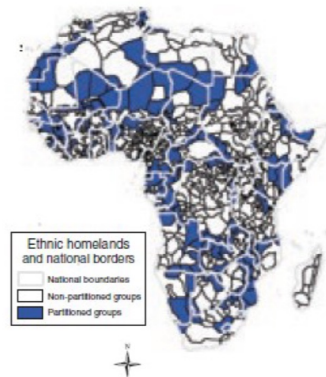 Ethnic homelands
and national borders
National boundaries
Non-partitioned groups
Partitioned groups
N